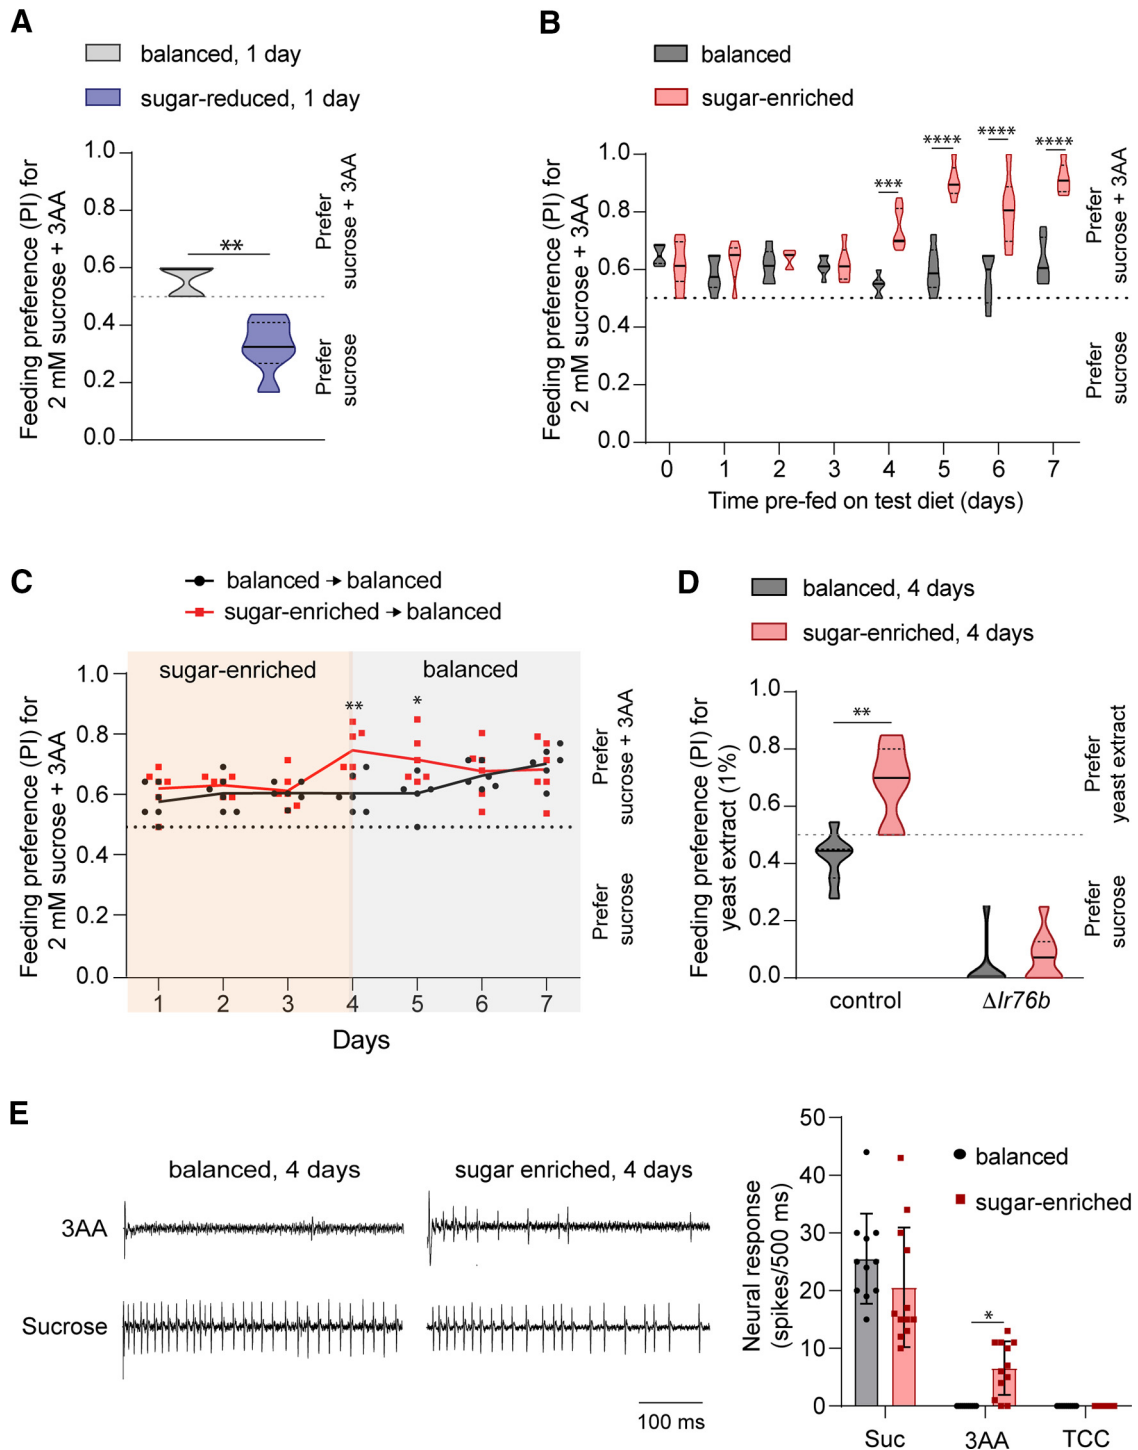 A
balanced, 1 day
sugar-reduced, 1 day
Feeding preference (PI) for
2 mM sucrose + 3AA
1.0
0.8
0.6
0.4
0.2
0.0
**
Prefer
sucrose + 3AA
Prefer
sucrose
B
balanced
sugar-enriched
Feeding preference (PI) for
2 mM sucrose + 3AA
1.0
0.8
0.6
0.4
0.2
0.0
***
****
****
****
Prefer
sucrose + 3AA
Prefer
sucrose
0 1 2 3 4 5 6 7
Time pre-fed on test diet (days)
C
balanced → balanced
sugar-enriched → balanced
sugar-enriched
balanced
Feeding preference (PI) for
2 mM sucrose + 3AA
1.0
0.8
0.6
0.4
0.2
0.0
**
*
Prefer
sucrose + 3AA
Prefer
sucrose
1 2 3 4 5 6 7
Days
D
balanced, 4 days
sugar-enriched, 4 days
Feeding preference (PI) for
yeast extract (1%)
1.0
0.8
0.6
0.4
0.2
0.0
**
Prefer
yeast extract
Prefer
sucrose
control
ΔIr76b
E
balanced, 4 days
sugar enriched, 4 days
3AA
Sucrose
100 ms
Neural response
(spikes/500 ms)
50
40
30
20
10
0
balanced
sugar-enriched
*
Suc
3AA
TCC